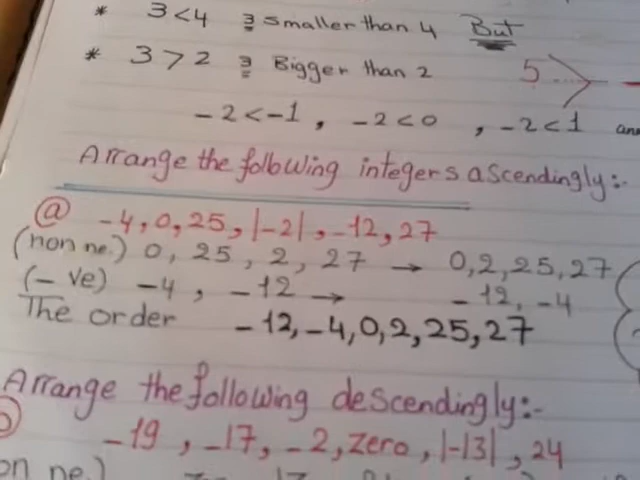 * 3 < 4 3 smaller than 4 But
* 3 > 2 3 Bigger than 2 5
-2 < -1 , -2 < 0 , -2 < 1
Arrange the following integers ascendingly:-
@ -4, 0, 25, |-2|, -12, 27
(non ne.) 0, 25, 2, 27 → 0, 2, 25, 27
(-ve) -4, -12 → -12, -4
The order -12, -4, 0, 2, 25, 27
Arrange the following descendingly:-
-19, -17, -2, zero, |-13|, 24